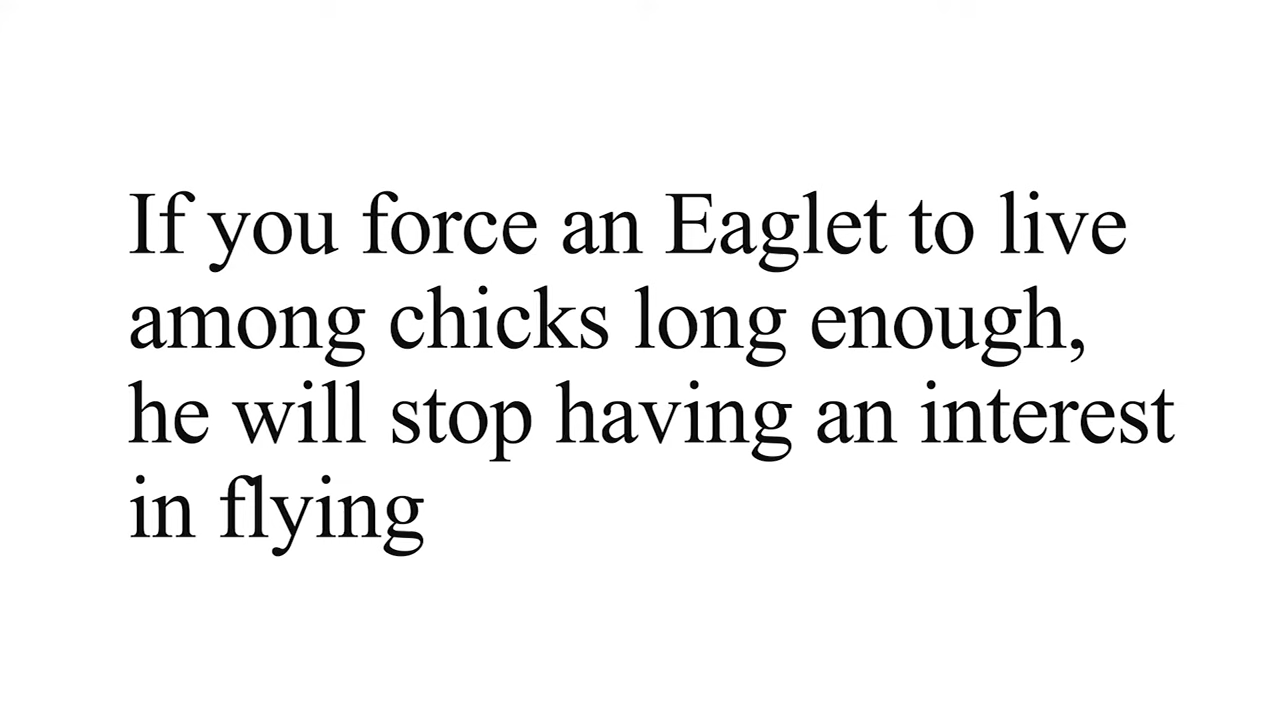 If you force an Eaglet to live
among chicks long enough,
he will stop having an interest
in flying